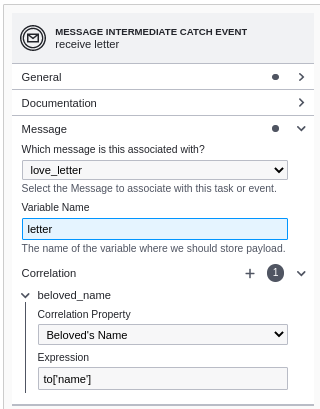 MESSAGE INTERMEDIATE CATCH EVENT
receive letter
General
Documentation
Message
Which message is this associated with?
love_letter
Select the Message to associate with this task or event.
Variable Name
letter
The name of the variable where we should store payload.
Correlation
1
beloved_name
Correlation Property
Beloved's Name
Expression
to['name']